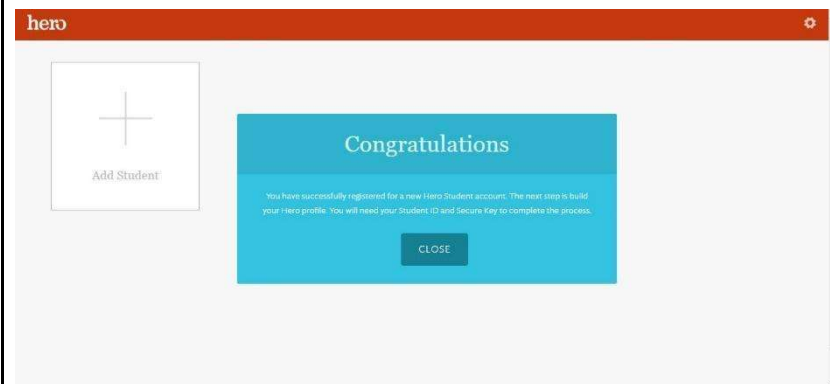 hero
Add Student
Congratulations
You have successfully registered for a new Hero Student account. The next step is build
your Hero profile. You will need your Student ID and Secure Key to complete the process.
CLOSE